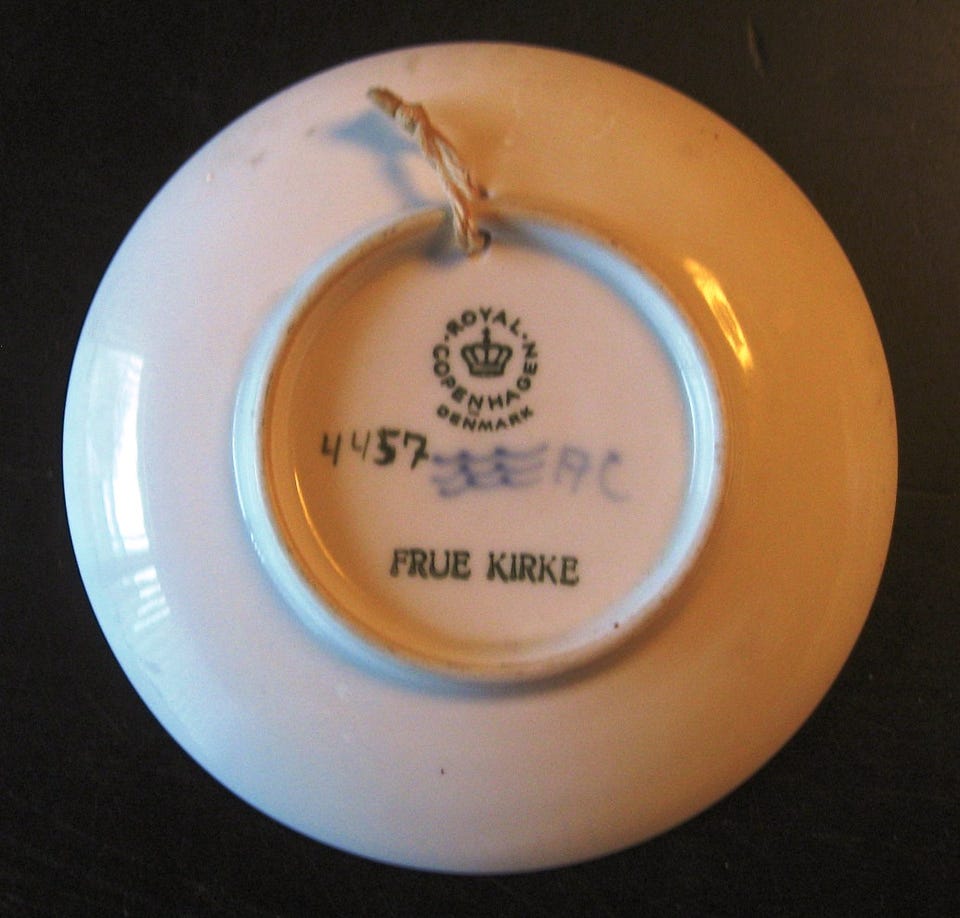 ROYAL COPENHAGEN
DENMARK
4457 AC
FRUE KIRKE